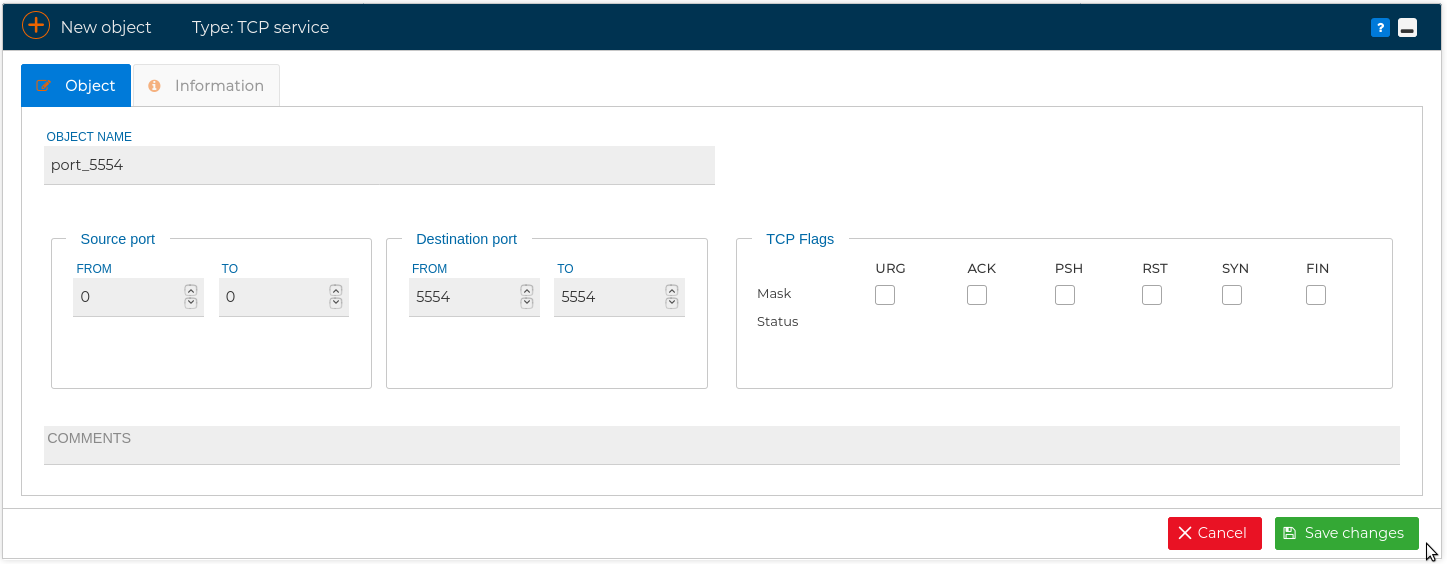 New object Type: TCP service ?
Object Information
OBJECT NAME
port_5554
Source port Destination port TCP Flags
FROM TO FROM TO URG ACK PSH RST SYN FIN
0 0 5554 5554 Mask
Status
COMMENTS
Cancel Save changes